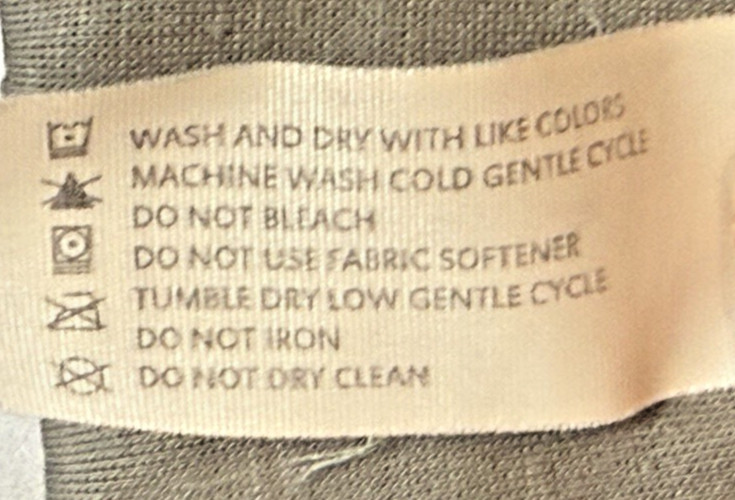 WASH AND DRY WITH LIKE COLORS
MACHINE WASH COLD GENTLE CYCLE
DO NOT BLEACH
DO NOT USE FABRIC SOFTENER
TUMBLE DRY LOW GENTLE CYCLE
DO NOT IRON
DO NOT DRY CLEAN